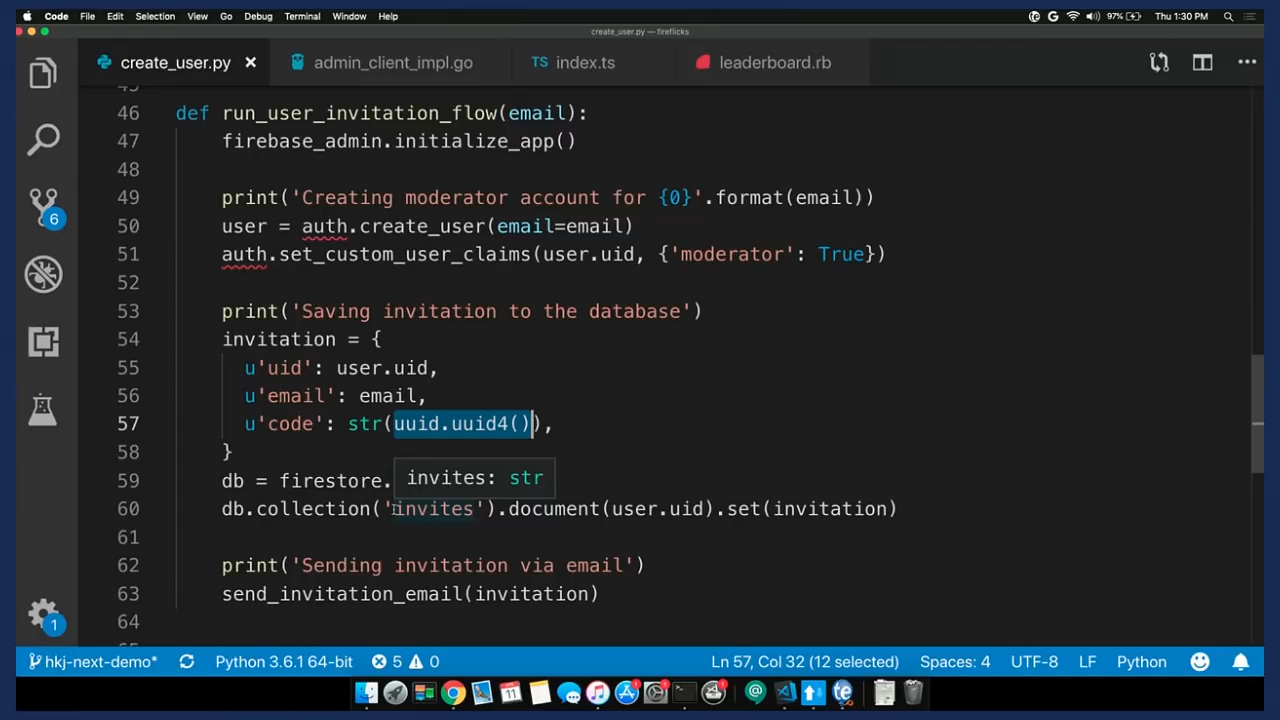 Code File Edit Selection View Go Debug Terminal Window Help 97% Thu 1:30 PM
create_user.py — fireflicks
create_user.py admin_client_impl.go TS index.ts leaderboard.rb
46 def run_user_invitation_flow(email):
47 firebase_admin.initialize_app()
48
49 print('Creating moderator account for {0}'.format(email))
50 user = auth.create_user(email=email)
51 auth.set_custom_user_claims(user.uid, {'moderator': True})
52
53 print('Saving invitation to the database')
54 invitation = {
55 u'uid': user.uid,
56 u'email': email,
57 u'code': str(uuid.uuid4()),
58 }
invites: str
59 db = firestore.
60 db.collection('invites').document(user.uid).set(invitation)
61
62 print('Sending invitation via email')
63 send_invitation_email(invitation)
64
6
1
hkj-next-demo* Python 3.6.1 64-bit 5 0 Ln 57, Col 32 (12 selected) Spaces: 4 UTF-8 LF Python
11